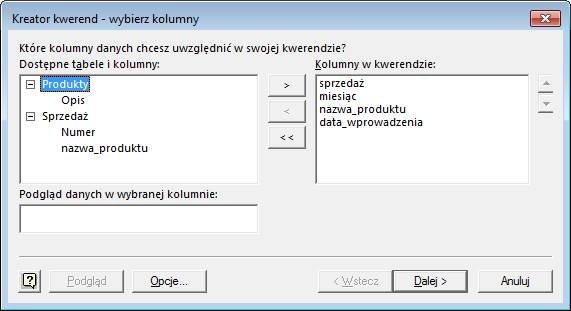 Kreator kwerend - wybierz kolumny
Które kolumny danych chcesz uwzględnić w swojej kwerendzie?
Dostępne tabele i kolumny:
Produkty
Opis
Sprzedaż
Numer
nazwa_produktu
>
<
<<
Kolumny w kwerendzie:
sprzedaż
miesiąc
nazwa_produktu
data_wprowadzenia
Podgląd danych w wybranej kolumnie:
? Podgląd Opcje... < Wstecz Dalej > Anuluj